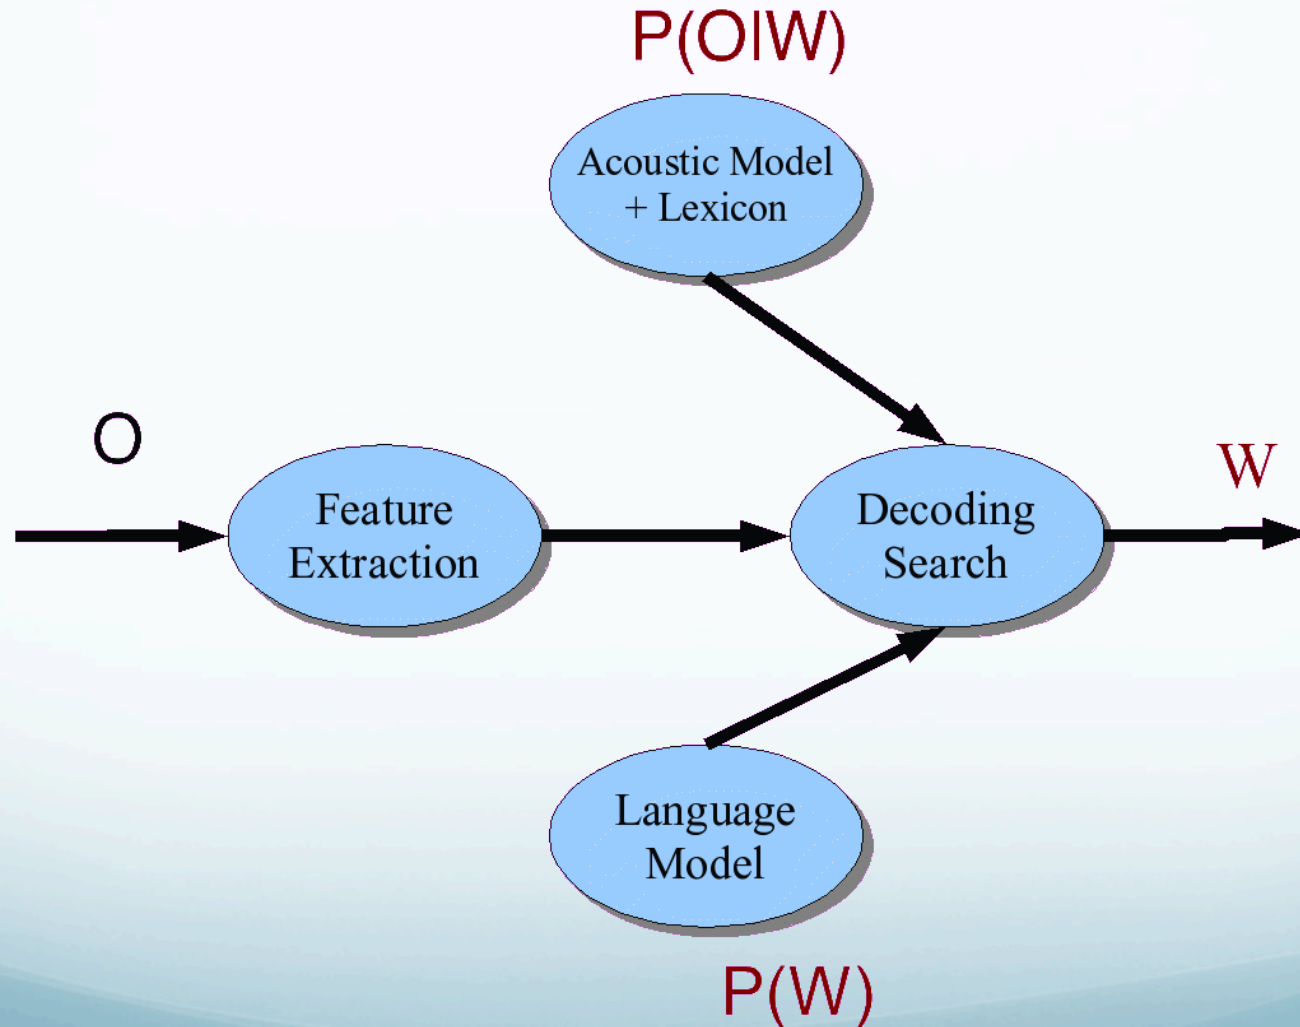 P(O|W)
Acoustic Model
+ Lexicon
O
Feature
Extraction
Decoding
Search
W
Language
Model
P(W)